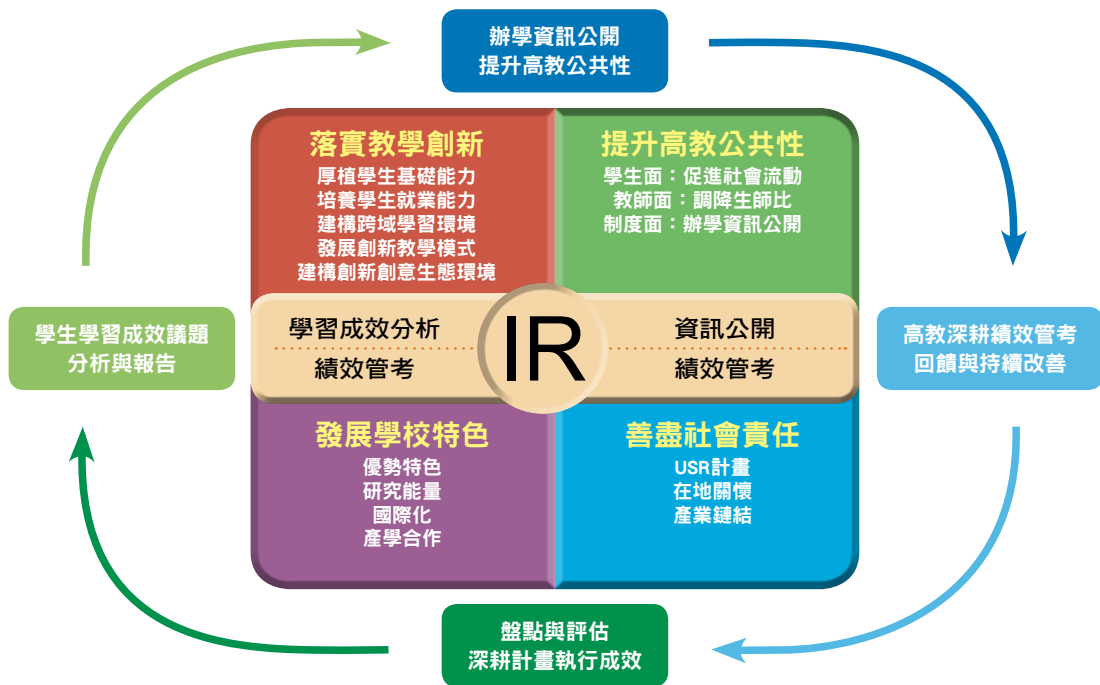 辦學資訊公開
提升高教公共性
落實教學創新
厚植學生基礎能力
培養學生就業能力
建構跨域學習環境
發展創新教學模式
建構創新創意生態環境
提升高教公共性
學生面：促進社會流動
教師面：調降生師比
制度面：辦學資訊公開
學生學習成效議題
分析與報告
學習成效分析
績效管考
IR
資訊公開
績效管考
高教深耕績效管考
回饋與持續改善
發展學校特色
優勢特色
研究能量
國際化
產學合作
善盡社會責任
USR計畫
在地關懷
產業鏈結
盤點與評估
深耕計畫執行成效